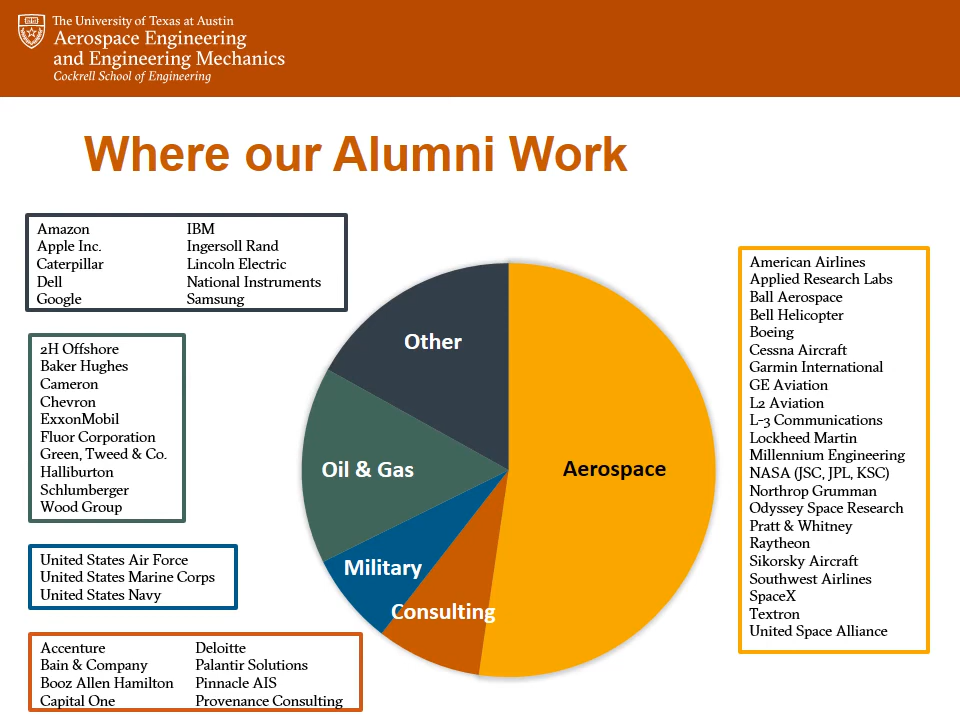 The University of Texas at Austin
Aerospace Engineering
and Engineering Mechanics
Cockrell School of Engineering
Where our Alumni Work
Amazon IBM
Apple Inc. Ingersoll Rand
Caterpillar Lincoln Electric
Dell National Instruments
Google Samsung
2H Offshore
Baker Hughes
Cameron
Chevron
ExxonMobil
Fluor Corporation
Green, Tweed & Co.
Halliburton
Schlumberger
Wood Group
United States Air Force
United States Marine Corps
United States Navy
Accenture Deloitte
Bain & Company Palantir Solutions
Booz Allen Hamilton Pinnacle AIS
Capital One Provenance Consulting
Other
Oil & Gas
Military
Consulting
Aerospace
American Airlines
Applied Research Labs
Ball Aerospace
Bell Helicopter
Boeing
Cessna Aircraft
Garmin International
GE Aviation
L2 Aviation
L-3 Communications
Lockheed Martin
Millennium Engineering
NASA (JSC, JPL, KSC)
Northrop Grumman
Odyssey Space Research
Pratt & Whitney
Raytheon
Sikorsky Aircraft
Southwest Airlines
SpaceX
Textron
United Space Alliance